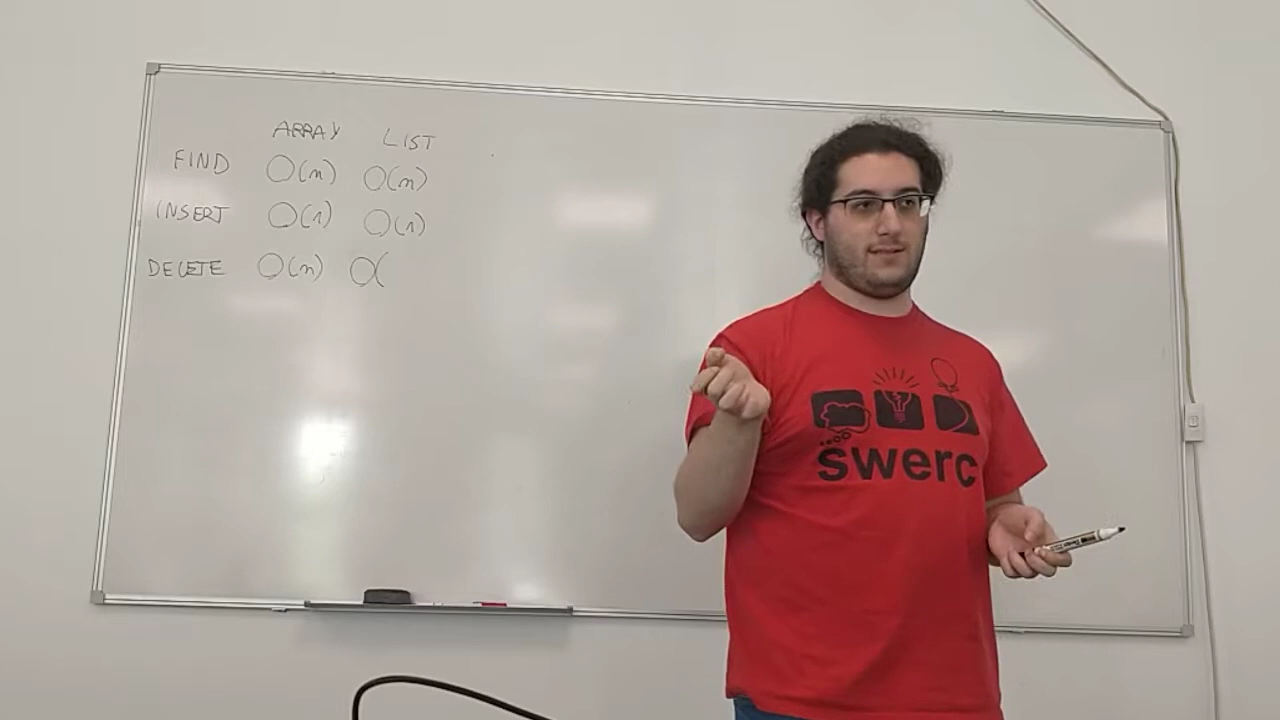 ARRAY LIST
FIND O(n) O(n)
INSERT O(1) O(1)
DELETE O(n) O(
swerc